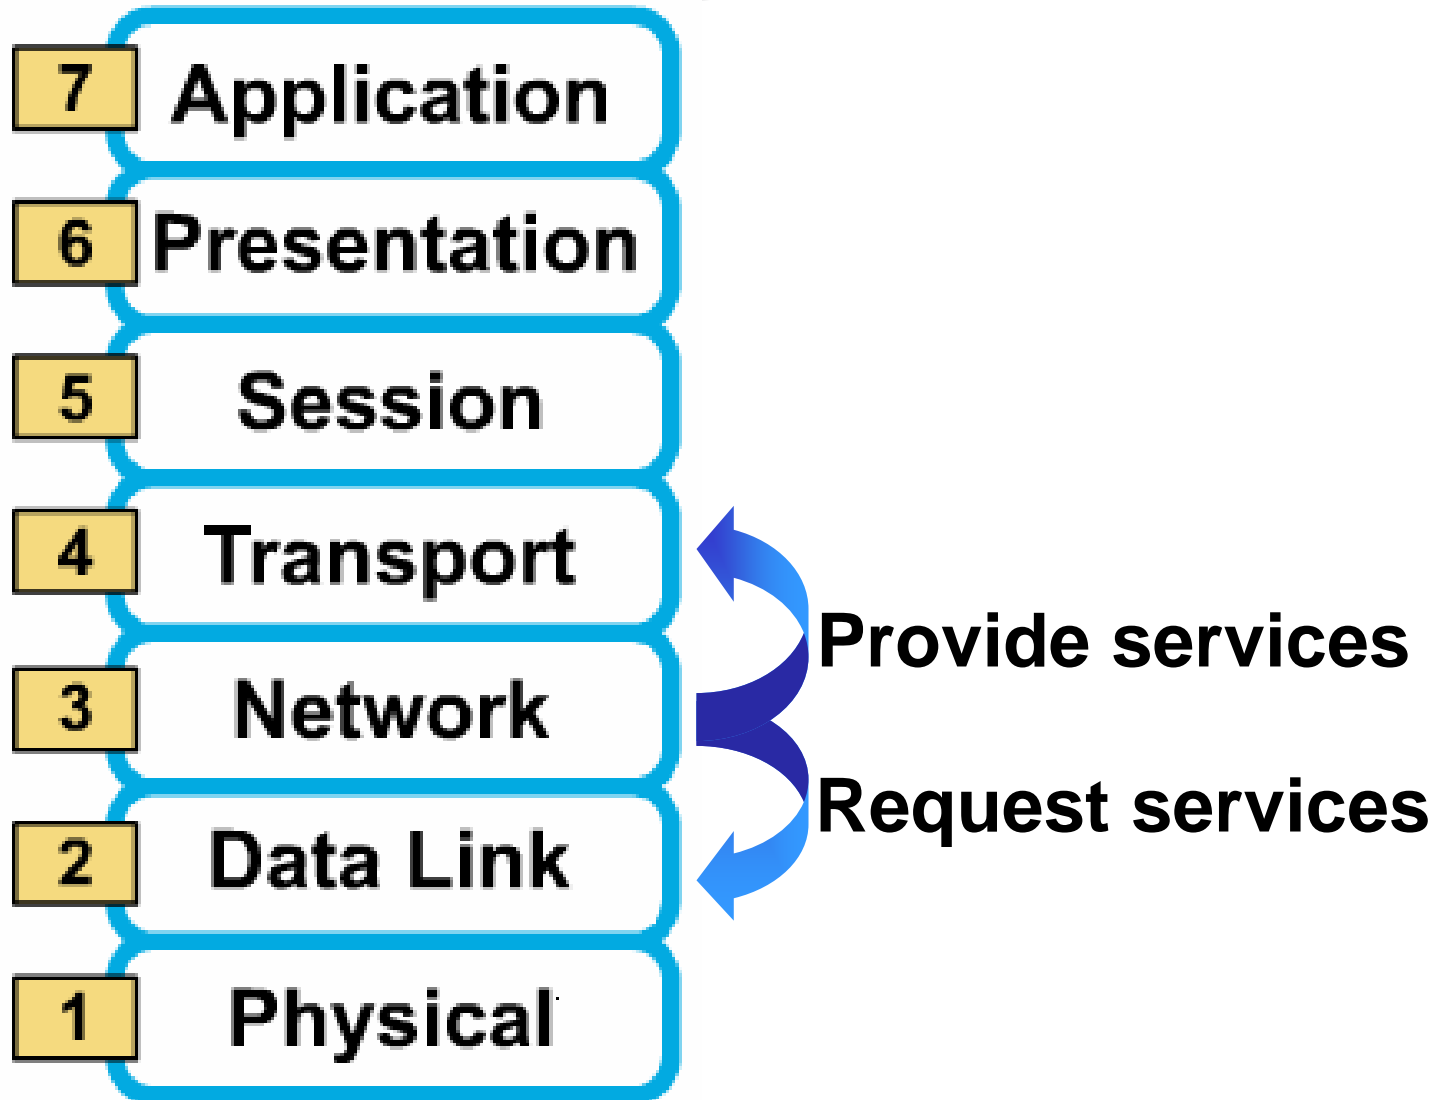 7 Application
6 Presentation
5 Session
4 Transport
Provide services
3 Network
Request services
2 Data Link
1 Physical